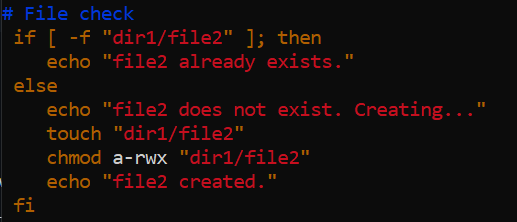 # File check
if [ -f "dir1/file2" ]; then
echo "file2 already exists."
else
echo "file2 does not exist. Creating..."
touch "dir1/file2"
chmod a-rwx "dir1/file2"
echo "file2 created."
fi